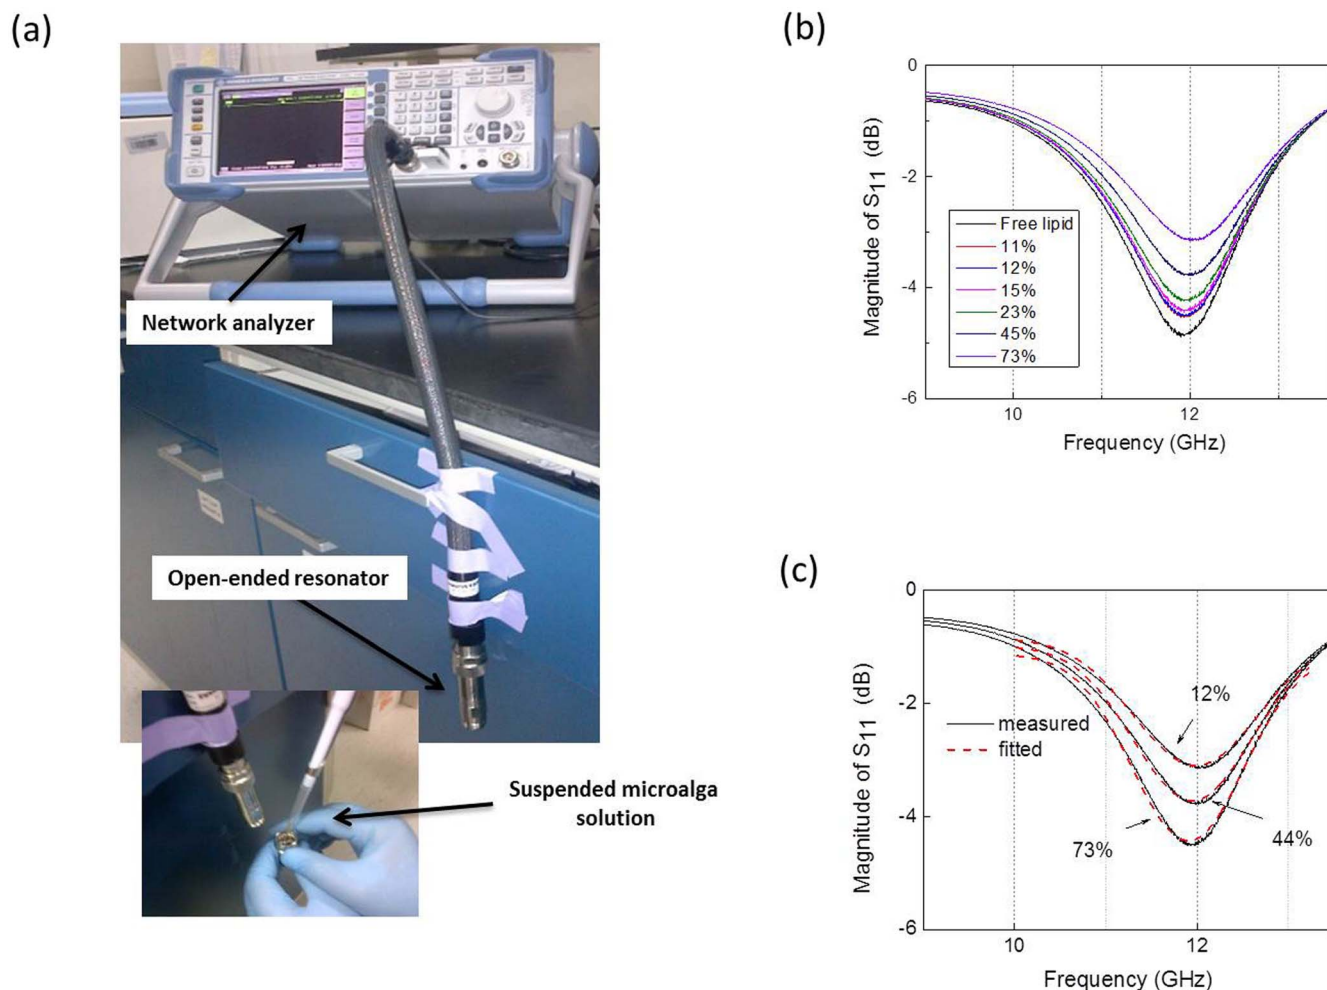 (a)
Network analyzer
Open-ended resonator
Suspended microalga
solution
(b)
0
-2
-4
-6
Magnitude of S11 (dB)
Free lipid
11%
12%
15%
23%
45%
73%
10
12
Frequency (GHz)
(c)
0
-2
-4
-6
Magnitude of S11 (dB)
measured
fitted
12%
44%
73%
10
12
Frequency (GHz)